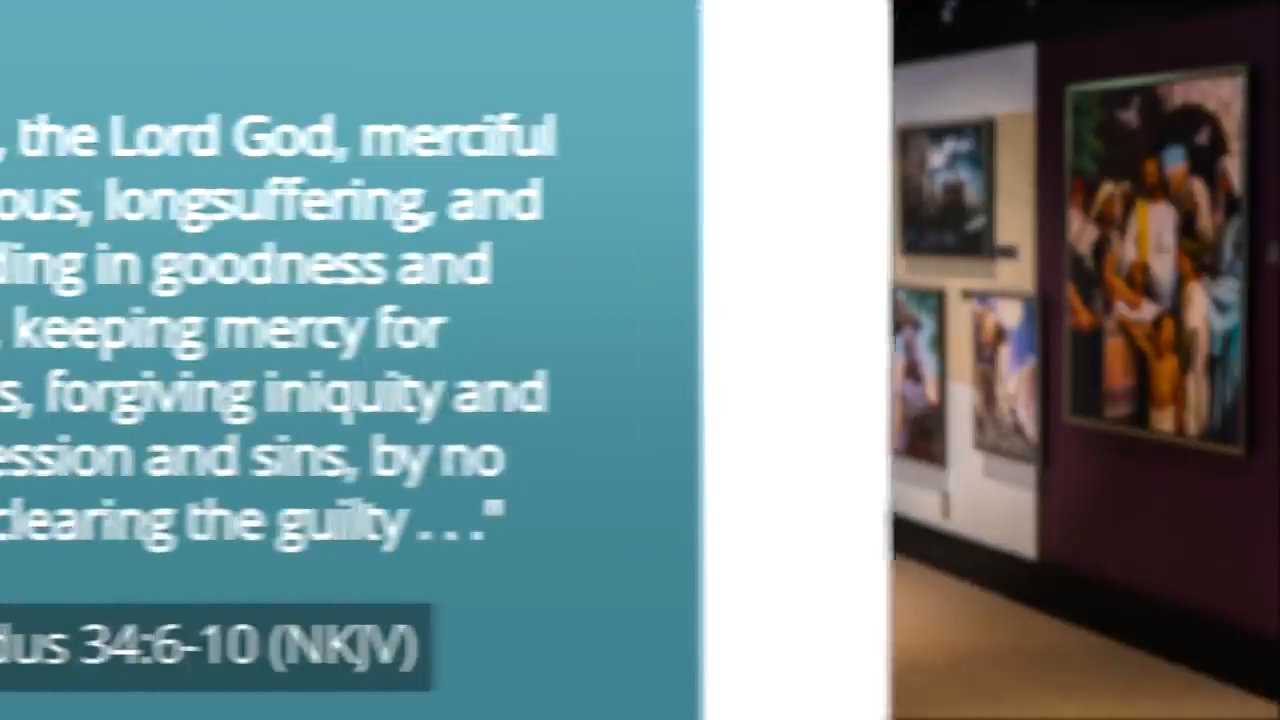 , the Lord God, merciful
ous, longsuffering, and
ding in goodness and
, keeping mercy for
s, forgiving iniquity and
ession and sins, by no
clearing the guilty . . ."
dus 34:6-10 (NKJV)